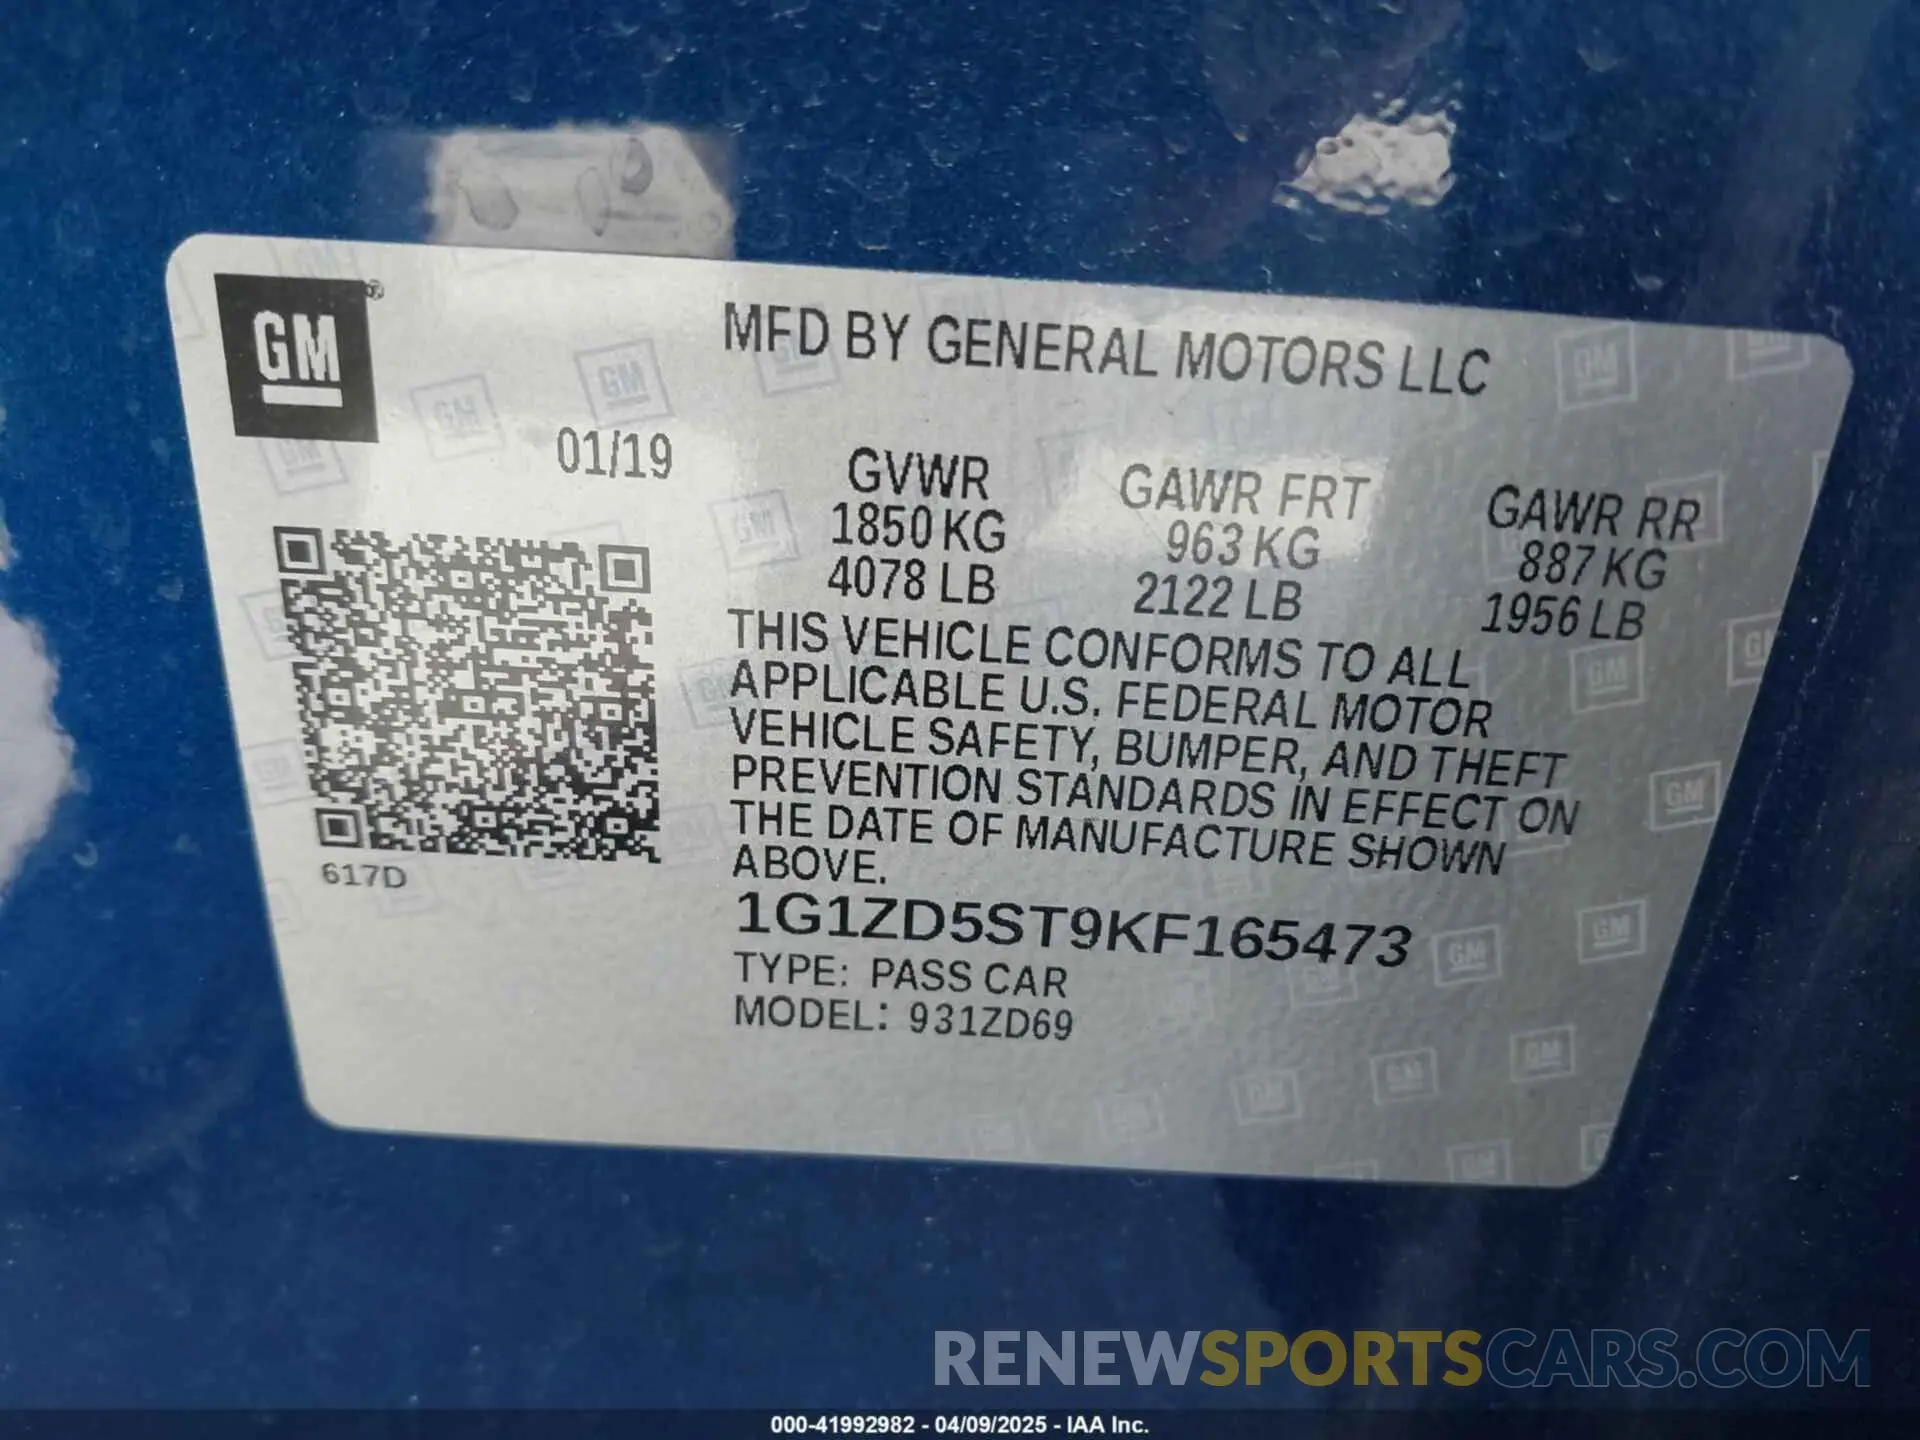 GM
MFD BY GENERAL MOTORS LLC
01/19
GVWR
1850 KG
4078 LB
GAWR FRT
963 KG
2122 LB
GAWR RR
887 KG
1956 LB
THIS VEHICLE CONFORMS TO ALL
APPLICABLE U.S. FEDERAL MOTOR
VEHICLE SAFETY, BUMPER, AND THEFT
PREVENTION STANDARDS IN EFFECT ON
THE DATE OF MANUFACTURE SHOWN
ABOVE.
617D
1G1ZD5ST9KF165473
TYPE: PASS CAR
MODEL: 931ZD69
RENEWSPORTSCARS.COM
000-41992982 - 04/09/2025 - IAA Inc.